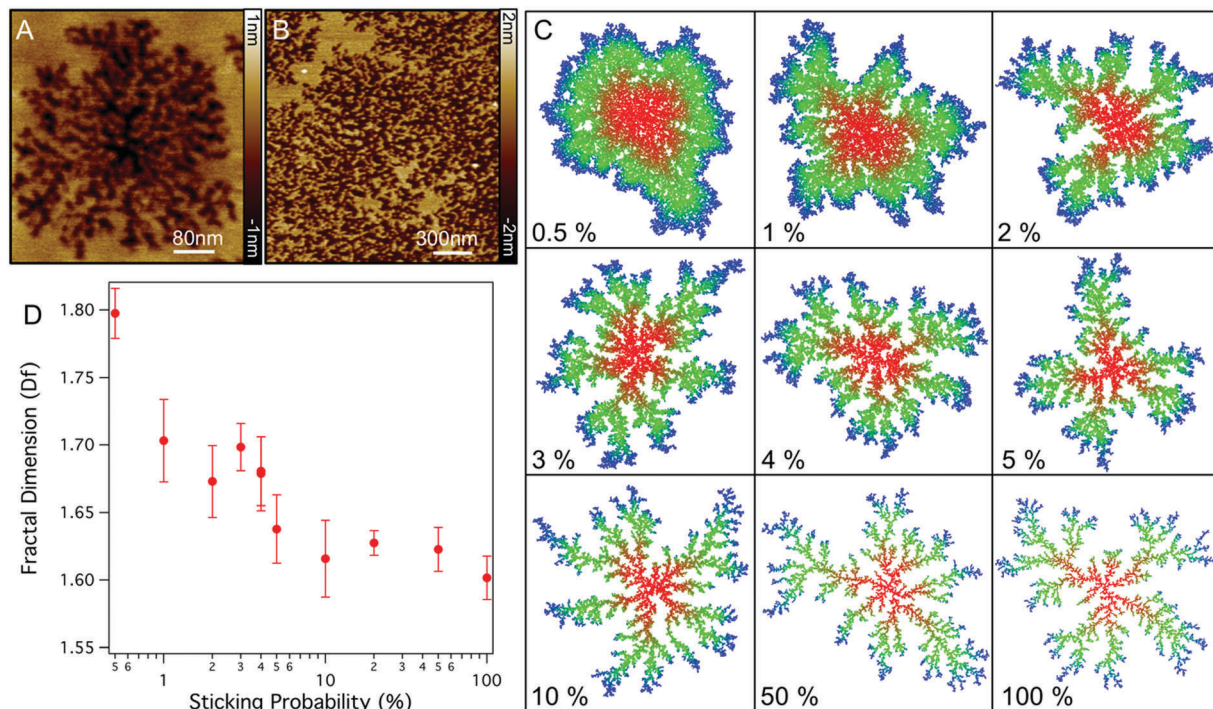 A
1nm
-1nm
80nm
B
2nm
-2nm
300nm
C
0.5 %
1 %
2 %
3 %
4 %
5 %
10 %
50 %
100 %
D
Fractal Dimension (Df)
1.80
1.75
1.70
1.65
1.60
1.55
5 6 1 2 3 4 5 6 10 2 3 4 5 6 100
Sticking Probability (%)